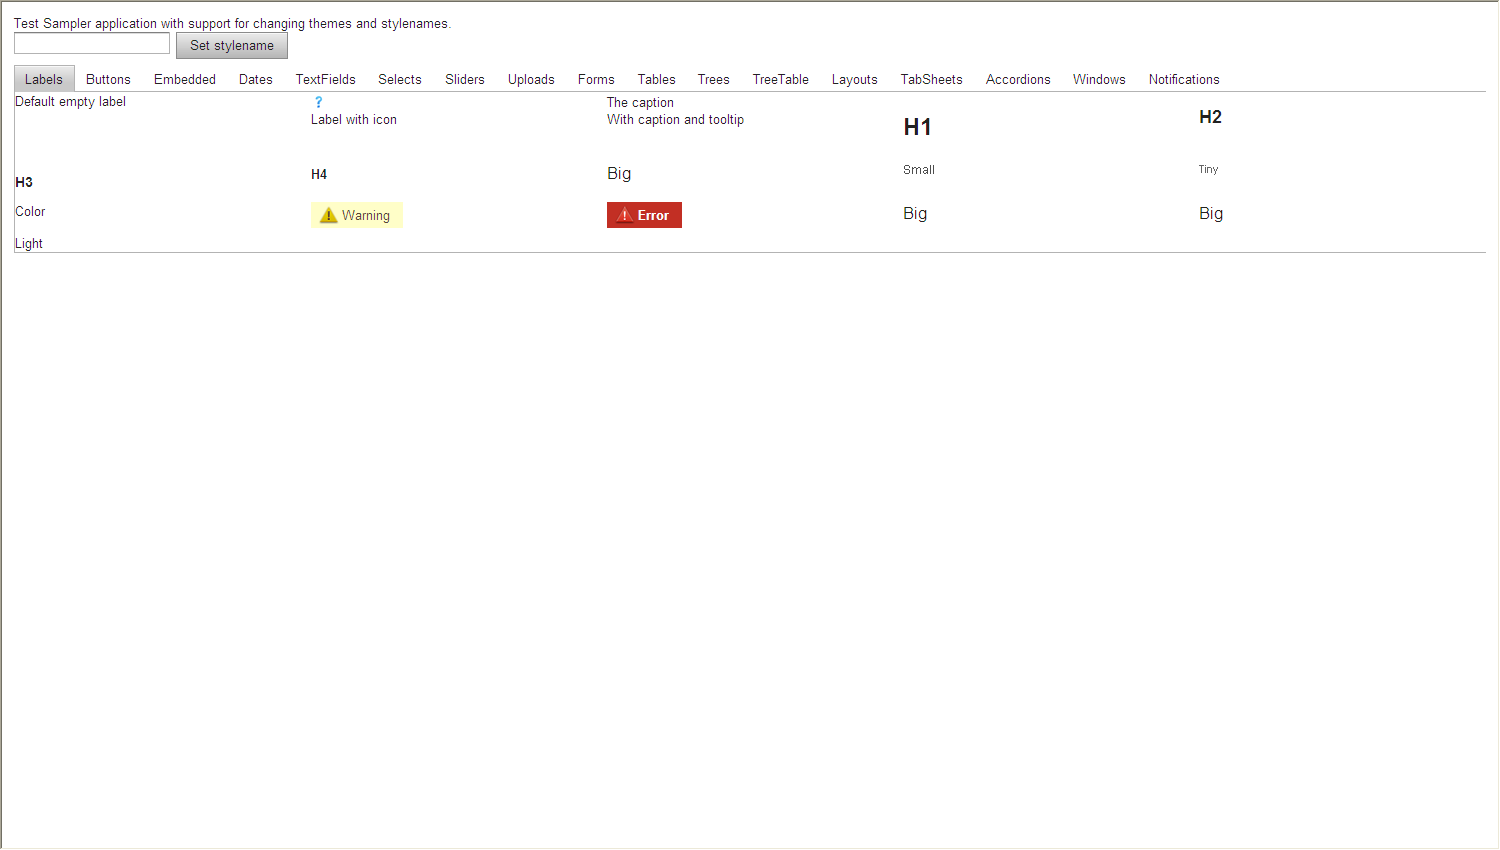 Test Sampler application with support for changing themes and stylenames.
Set stylename
Labels Buttons Embedded Dates TextFields Selects Sliders Uploads Forms Tables Trees TreeTable Layouts TabSheets Accordions Windows Notifications
Default empty label
?
Label with icon
The caption
With caption and tooltip
H1
H2
H3
H4
Big
Small
Tiny
Color
Warning
Error
Big
Big
Light